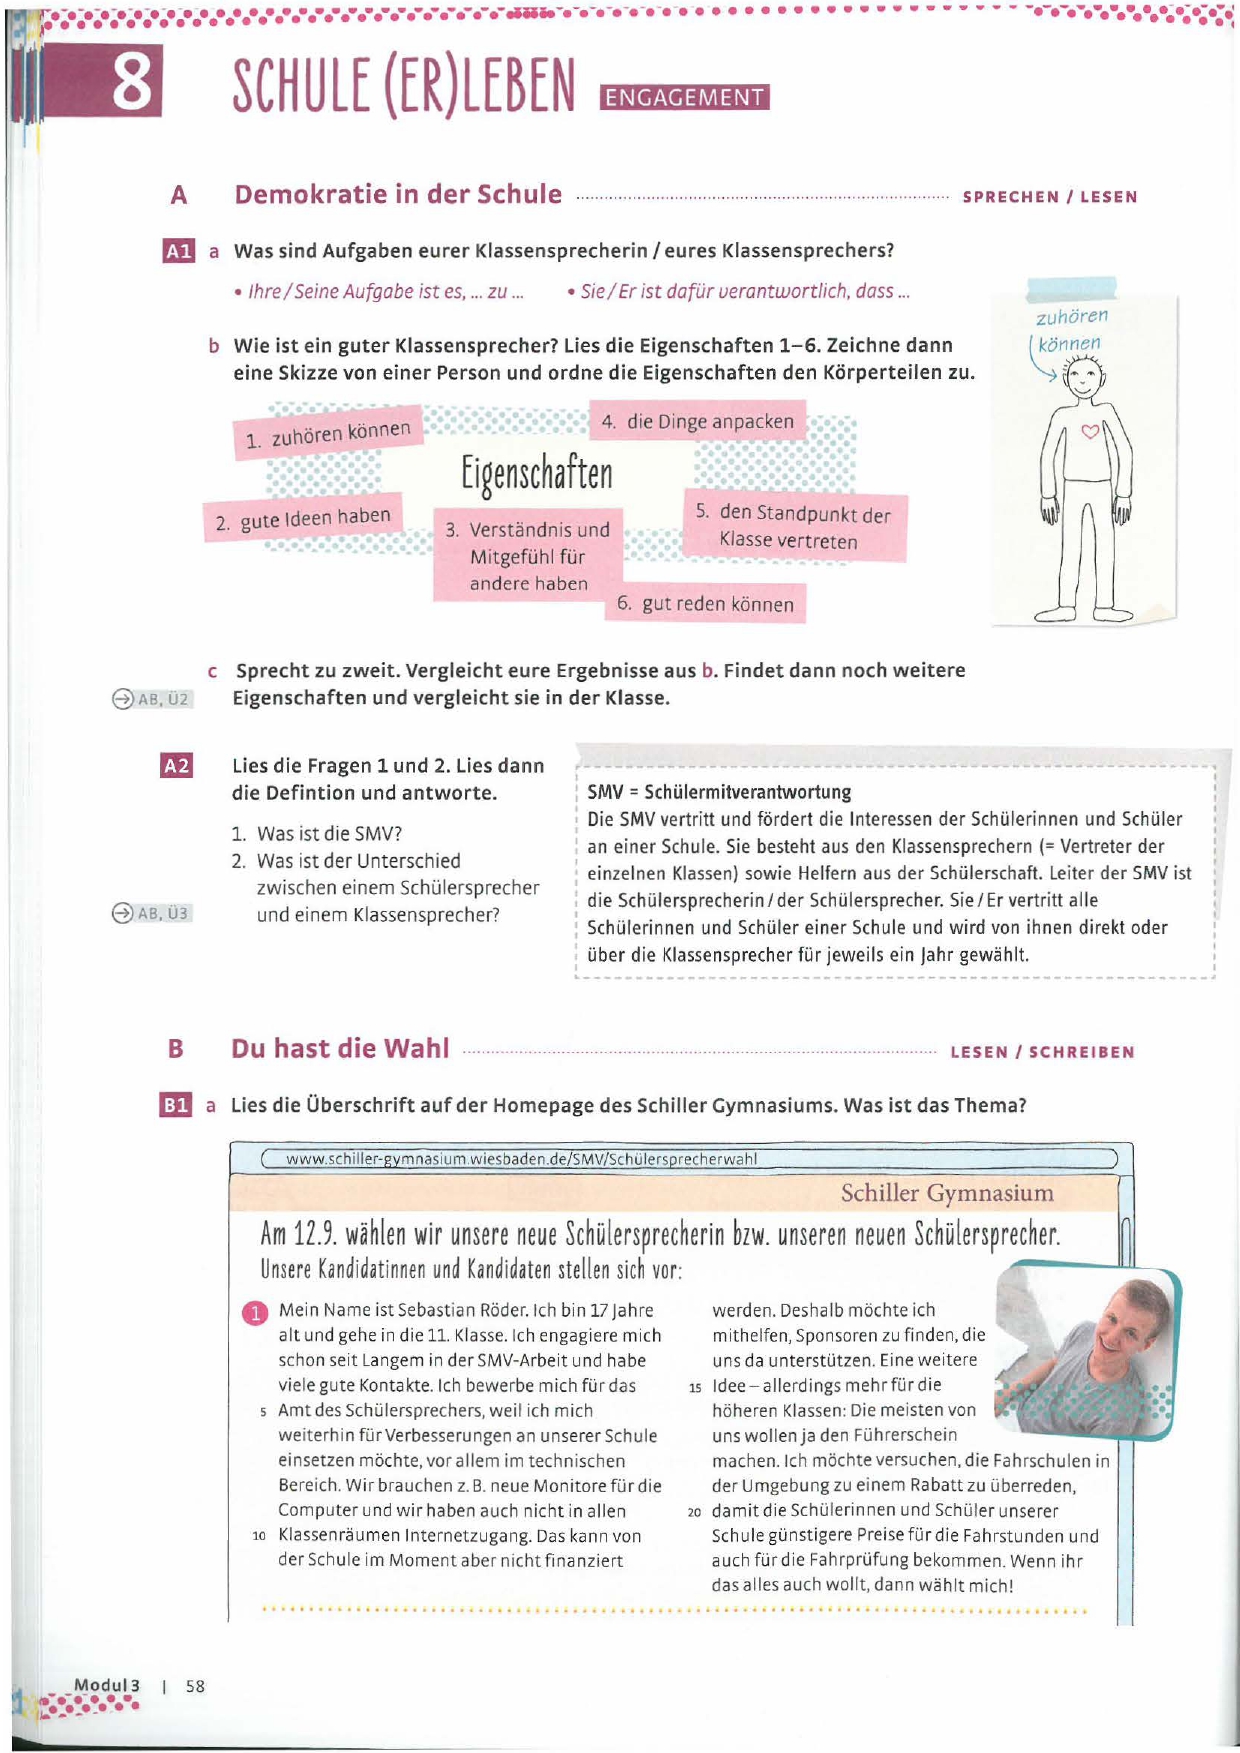 8 SCHULE (ER)LEBEN ENGAGEMENT
A Demokratie in der Schule SPRECHEN / LESEN
A1 a Was sind Aufgaben eurer Klassensprecherin / eures Klassensprechers?
• Ihre / Seine Aufgabe ist es, ... zu ... • Sie / Er ist dafür verantwortlich, dass ...
b Wie ist ein guter Klassensprecher? Lies die Eigenschaften 1–6. Zeichne dann
eine Skizze von einer Person und ordne die Eigenschaften den Körperteilen zu.
zuhören
können
1. zuhören können
4. die Dinge anpacken
Eigenschaften
2. gute Ideen haben
3. Verständnis und
Mitgefühl für
andere haben
5. den Standpunkt der
Klasse vertreten
6. gut reden können
c Sprecht zu zweit. Vergleicht eure Ergebnisse aus b. Findet dann noch weitere
AB, Ü2 Eigenschaften und vergleicht sie in der Klasse.
A2 Lies die Fragen 1 und 2. Lies dann
die Defintion und antworte.
1. Was ist die SMV?
2. Was ist der Unterschied
zwischen einem Schülersprecher
AB, Ü3 und einem Klassensprecher?
SMV = Schülermitverantwortung
Die SMV vertritt und fördert die Interessen der Schülerinnen und Schüler
an einer Schule. Sie besteht aus den Klassensprechern (= Vertreter der
einzelnen Klassen) sowie Helfern aus der Schülerschaft. Leiter der SMV ist
die Schülersprecherin / der Schülersprecher. Sie / Er vertritt alle
Schülerinnen und Schüler einer Schule und wird von ihnen direkt oder
über die Klassensprecher für jeweils ein Jahr gewählt.
B Du hast die Wahl LESEN / SCHREIBEN
B1 a Lies die Überschrift auf der Homepage des Schiller Gymnasiums. Was ist das Thema?
www.schiller-gymnasium.wiesbaden.de/SMV/Schülersprecherwahl
Schiller Gymnasium
Am 12.9. wählen wir unsere neue Schülersprecherin bzw. unseren neuen Schülersprecher.
Unsere Kandidatinnen und Kandidaten stellen sich vor:
1 Mein Name ist Sebastian Röder. Ich bin 17 Jahre
alt und gehe in die 11. Klasse. Ich engagiere mich
schon seit Langem in der SMV-Arbeit und habe
viele gute Kontakte. Ich bewerbe mich für das
5 Amt des Schülersprechers, weil ich mich
weiterhin für Verbesserungen an unserer Schule
einsetzen möchte, vor allem im technischen
Bereich. Wir brauchen z. B. neue Monitore für die
Computer und wir haben auch nicht in allen
10 Klassenräumen Internetzugang. Das kann von
der Schule im Moment aber nicht finanziert
werden. Deshalb möchte ich
mithelfen, Sponsoren zu finden, die
uns da unterstützen. Eine weitere
15 Idee – allerdings mehr für die
höheren Klassen: Die meisten von
uns wollen ja den Führerschein
machen. Ich möchte versuchen, die Fahrschulen in
der Umgebung zu einem Rabatt zu überreden,
20 damit die Schülerinnen und Schüler unserer
Schule günstigere Preise für die Fahrstunden und
auch für die Fahrprüfung bekommen. Wenn ihr
das alles auch wollt, dann wählt mich!
Modul 3 | 58